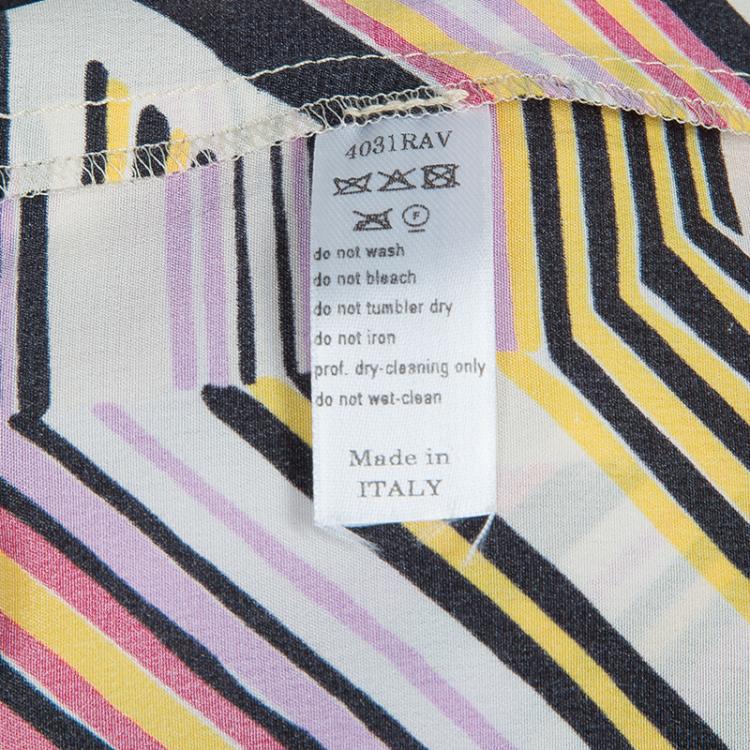 4031RAV
F
do not wash
do not bleach
do not tumbler dry
do not iron
prof. dry-cleaning only
do not wet-clean
Made in
ITALY